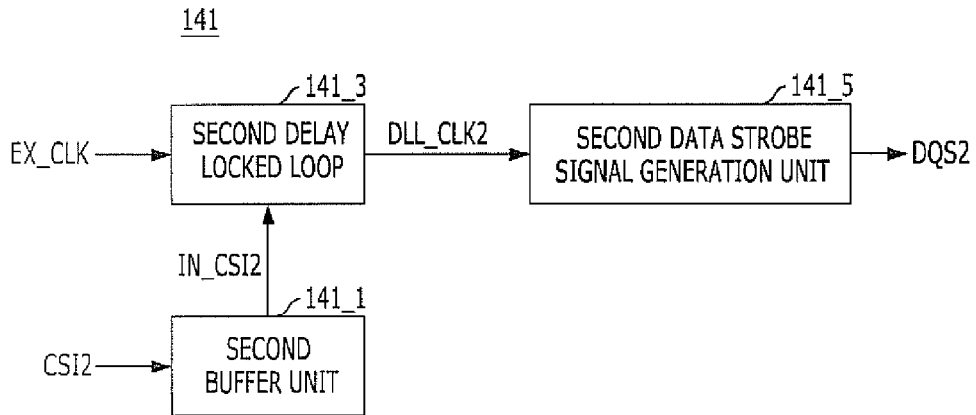 141
141_3
141_5
EX_CLK
SECOND DELAY
LOCKED LOOP
DLL_CLK2
SECOND DATA STROBE
SIGNAL GENERATION UNIT
DQS2
IN_CSI2
141_1
CSI2
SECOND
BUFFER UNIT